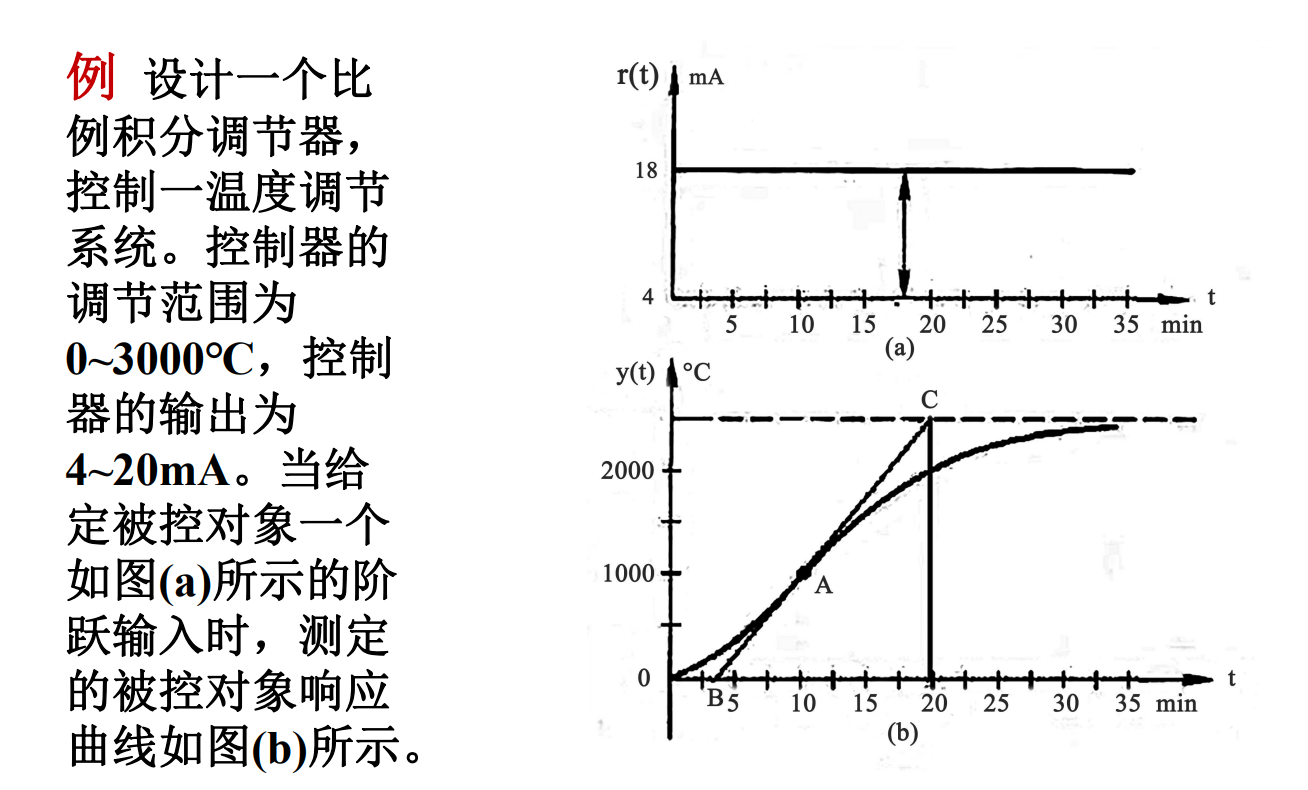 例 设计一个比
例积分调节器，
控制一温度调节
系统。控制器的
调节范围为
0~3000℃，控制
器的输出为
4~20mA。当给
定被控对象一个
如图(a)所示的阶
跃输入时，测定
的被控对象响应
曲线如图(b)所示。
r(t) mA
18
4
t
5 10 15 20 25 30 35 min
(a)
y(t) °C
C
2000
1000
A
0
t
B 5 10 15 20 25 30 35 min
(b)